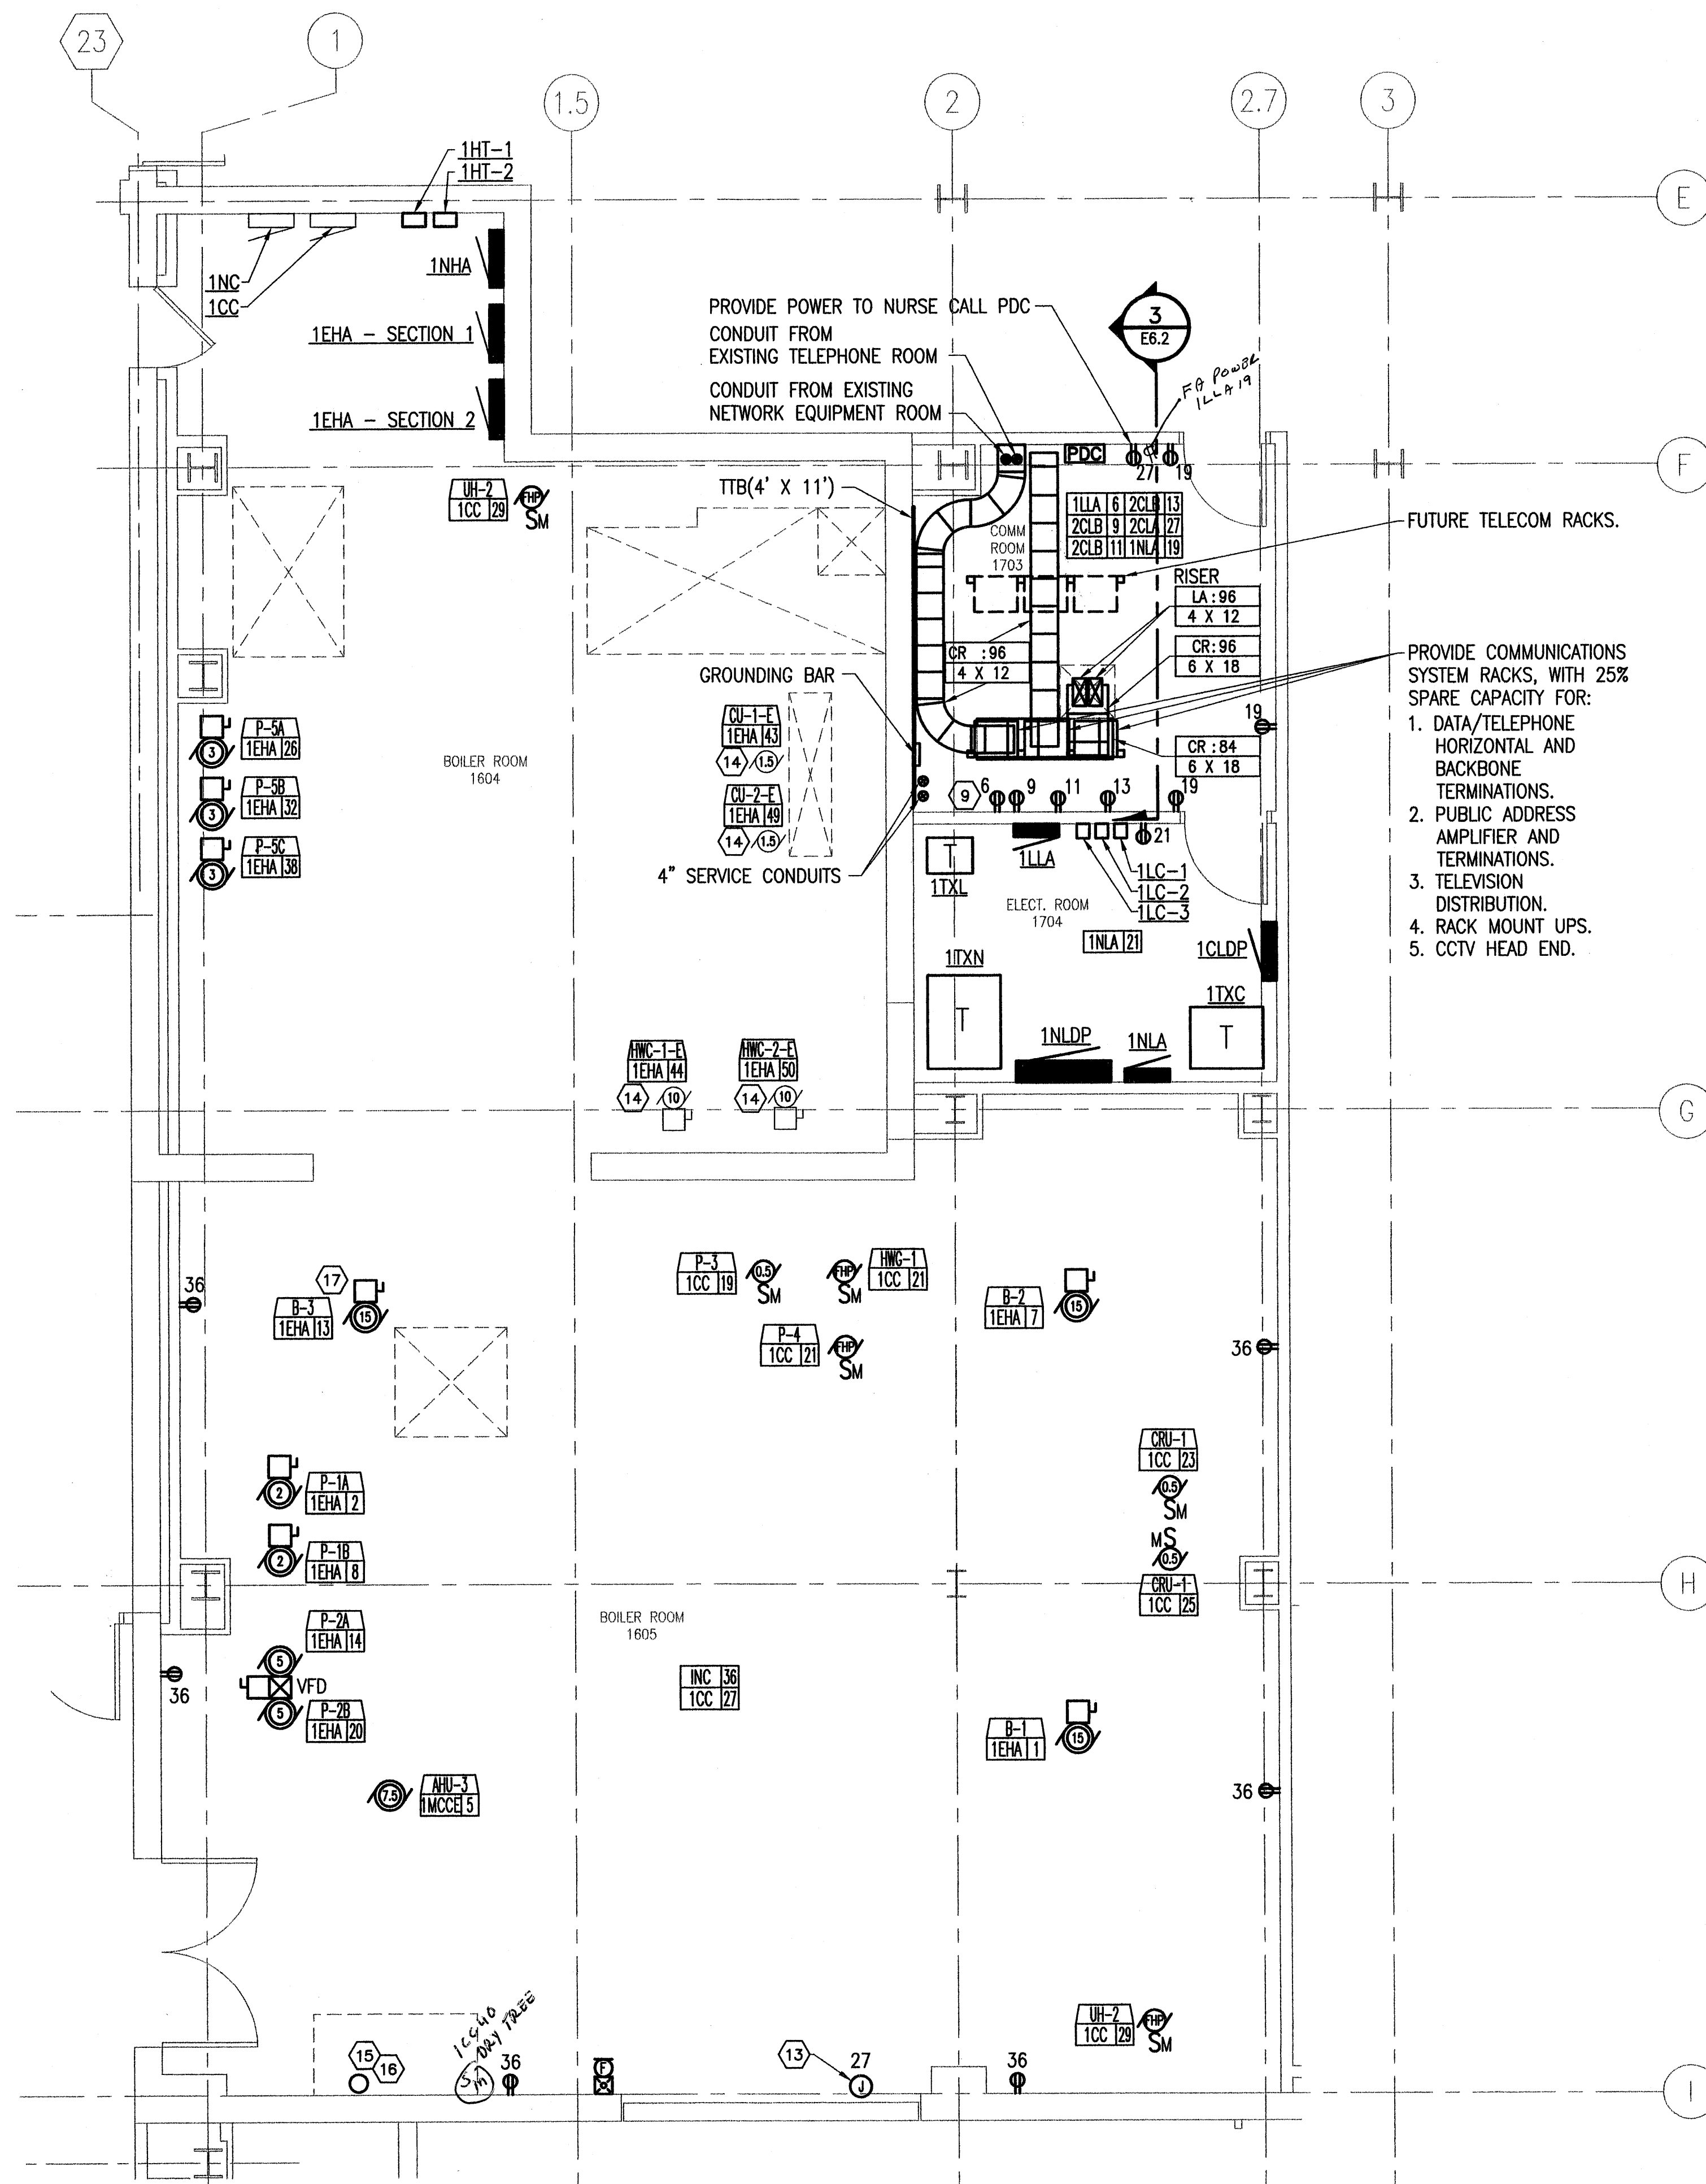 23
1
1.5
2
2.7
3
1HT-1
1HT-2
E
1NC
1CC
1NHA
1EHA - SECTION 1
1EHA - SECTION 2
PROVIDE POWER TO NURSE CALL PDC
CONDUIT FROM
EXISTING TELEPHONE ROOM
CONDUIT FROM EXISTING
NETWORK EQUIPMENT ROOM
3
E6.2
FA POWER
1LLA 19
PDC
27
19
F
UH-2
1CC 29
FHP
SM
TTB(4' X 11')
COMM
ROOM
1703
1LLA 6 2CLB 13
2CLB 9 2CLA 27
2CLB 11 1NLA 19
FUTURE TELECOM RACKS.
RISER
LA:96
4 X 12
CR:96
6 X 18
CR :96
4 X 12
CR :84
6 X 18
GROUNDING BAR
PROVIDE COMMUNICATIONS
SYSTEM RACKS, WITH 25%
SPARE CAPACITY FOR:
1. DATA/TELEPHONE
HORIZONTAL AND
BACKBONE
TERMINATIONS.
2. PUBLIC ADDRESS
AMPLIFIER AND
TERMINATIONS.
3. TELEVISION
DISTRIBUTION.
4. RACK MOUNT UPS.
5. CCTV HEAD END.
P-5A
1EHA 26
3
P-5B
1EHA 32
3
P-5C
1EHA 38
3
BOILER ROOM
1604
CU-1-E
1EHA 43
14
1.5
CU-2-E
1EHA 49
14
1.5
4" SERVICE CONDUITS
19
9
6
9
11
13
19
21
1LLA
T
1TXL
1LC-1
1LC-2
1LC-3
ELECT. ROOM
1704
1NLA 21
1CLDP
1TXN
T
1TXC
T
1NLDP
1NLA
HWC-1-E
1EHA 44
14
10
HWC-2-E
1EHA 50
14
10
G
36
17
B-3
1EHA 13
15
P-3
1CC 19
0.5
SM
HWG-1
1CC 21
FHP
SM
P-4
1CC 21
FHP
SM
B-2
1EHA 7
15
36
CRU-1
1CC 23
0.5
SM
MS
0.5
CRU-1-
1CC 25
P-1A
1EHA 2
2
P-1B
1EHA 8
2
H
P-2A
1EHA 14
5
VFD
5
P-2B
1EHA 20
36
BOILER ROOM
1605
INC 36
1CC 27
B-1
1EHA 1
15
36
AHU-3
1MCCE 5
7.5
UH-2
1CC 29
FHP
SM
1CC40
DRY TREE
SM
15
16
36
F
13
27
J
36
I